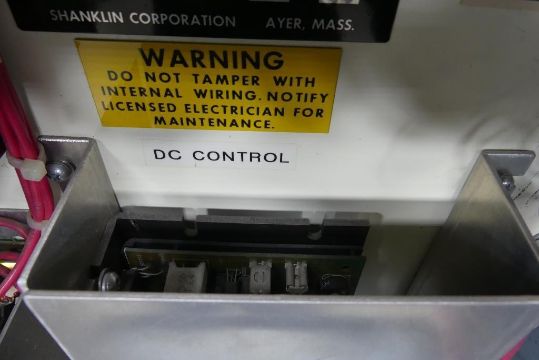 SHANKLIN CORPORATION AYER, MASS.
WARNING
DO NOT TAMPER WITH
INTERNAL WIRING. NOTIFY
LICENSED ELECTRICIAN FOR
MAINTENANCE.
DC CONTROL